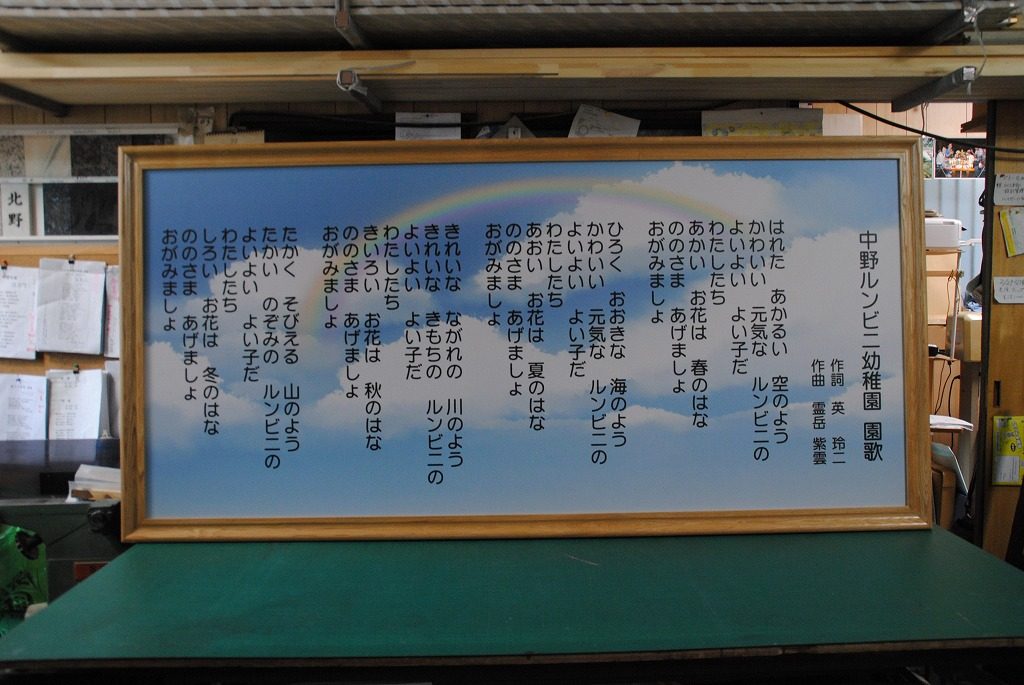 中野ルンビニ幼稚園 園歌
作詞 英 玲二
作曲 霊岳 紫雲
はれた あかるい 空のよう
かわいい 元気な ルンビニの
よいよい よい子だ
わたしたち
あかい お花は 春のはな
ののさま あげましょ
おがみましょ
ひろく おおきな 海のよう
かわいい 元気な ルンビニの
よいよい よい子だ
わたしたち
あおい お花は 夏のはな
ののさま あげましょ
おがみましょ
きれいな ながれの 川のよう
きれいな きもちの ルンビニの
よいよい よい子だ
わたしたち
きいろい お花は 秋のはな
ののさま あげましょ
おがみましょ
たかく そびえる 山のよう
たかい のぞみの ルンビニの
よいよい よい子だ
わたしたち
しろい お花は 冬のはな
ののさま あげましょ
おがみましょ
北野